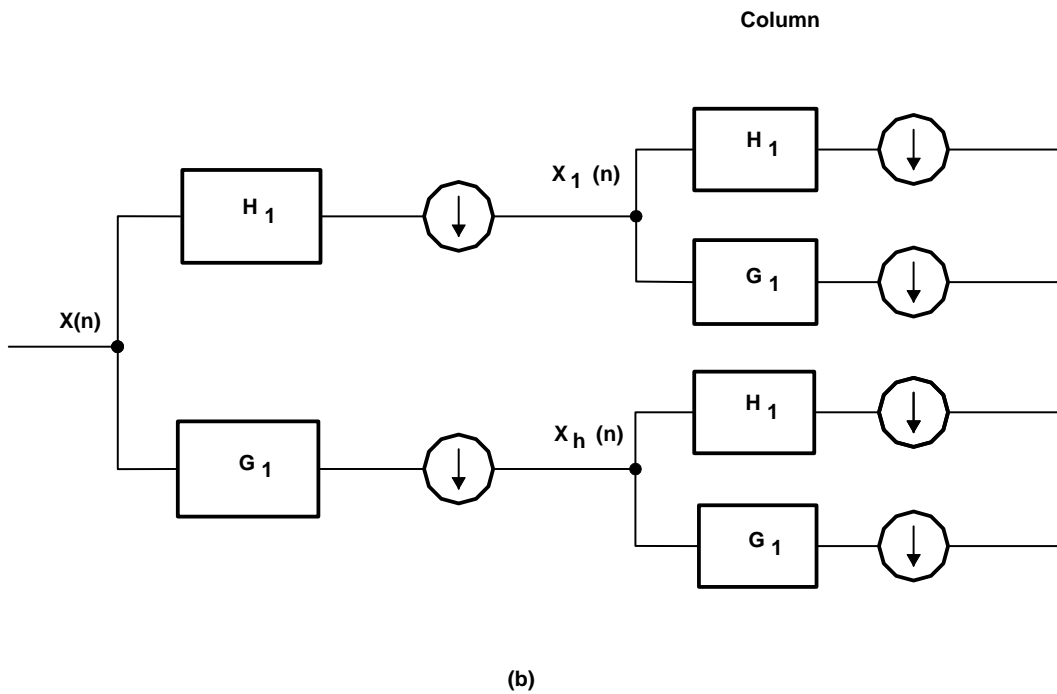 Column
H 1
X 1 (n)
H 1
G 1
X(n)
H 1
X h (n)
G 1
G 1
(b)